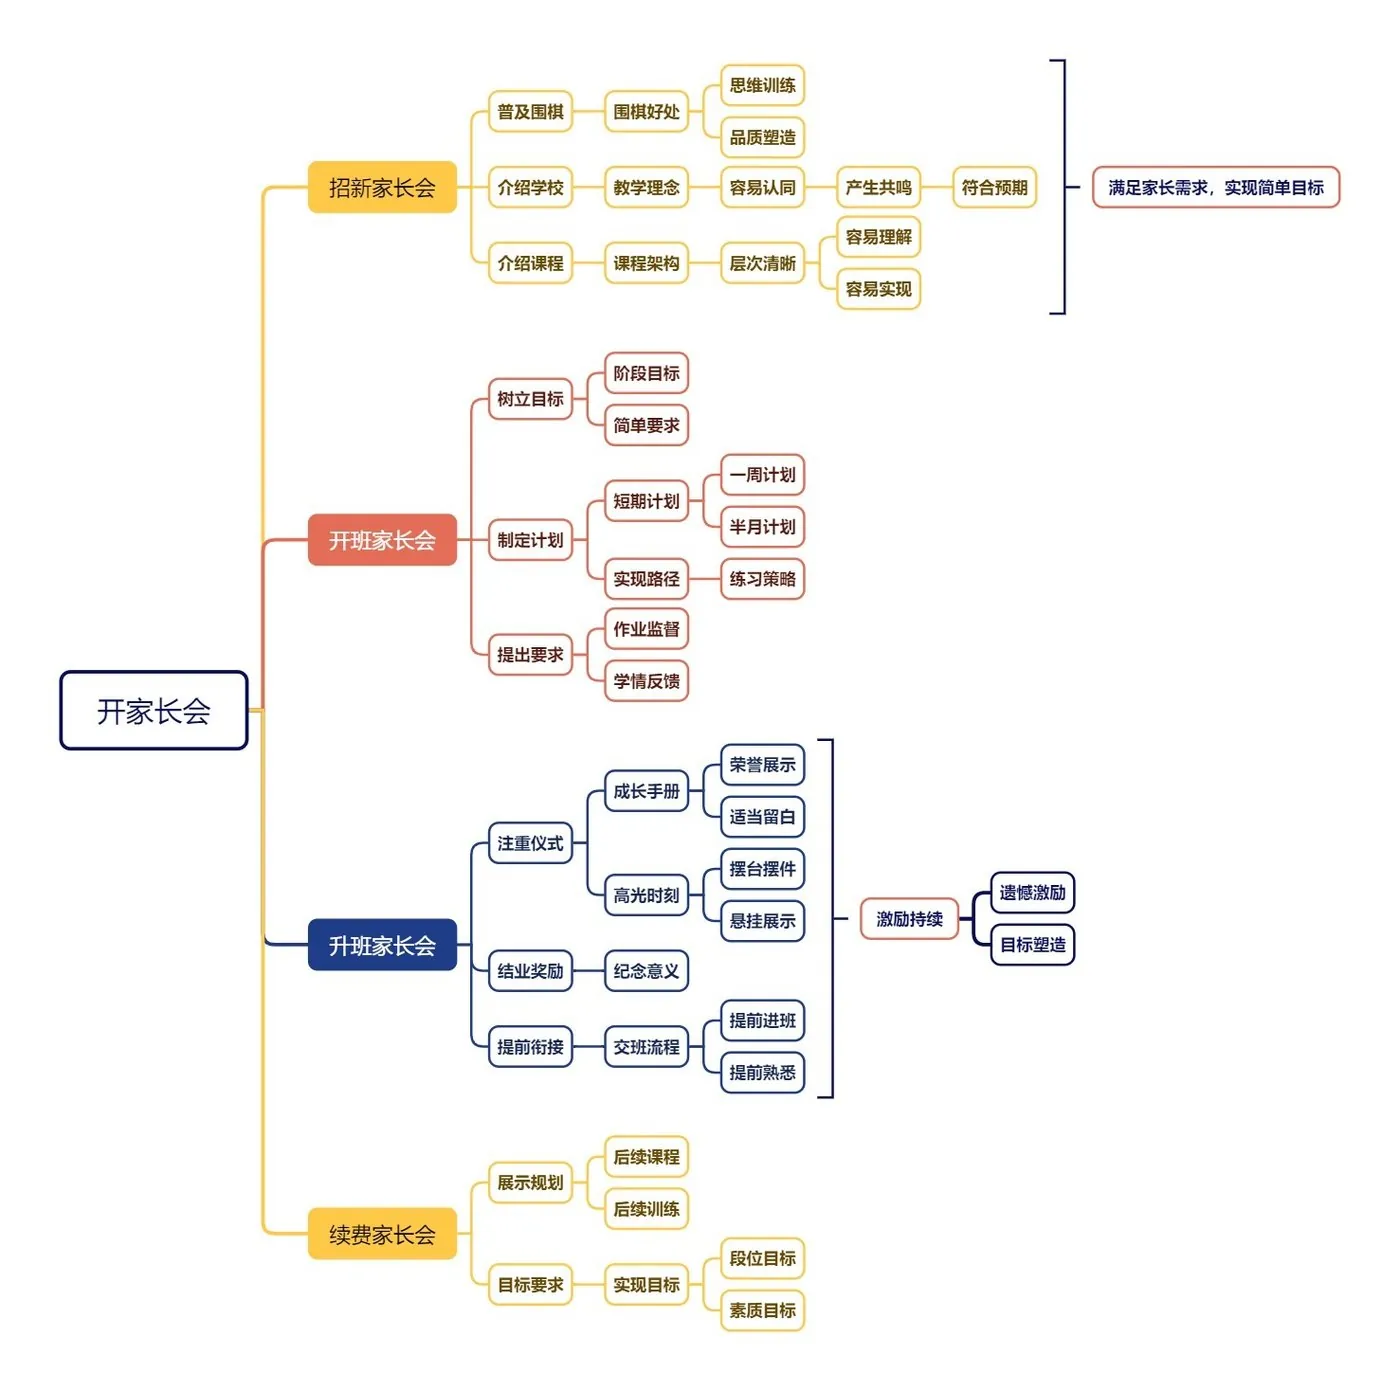 开家长会
招新家长会
普及围棋
围棋好处
思维训练
品质塑造
介绍学校
教学理念
容易认同
产生共鸣
符合预期
介绍课程
课程架构
层次清晰
容易理解
容易实现
满足家长需求，实现简单目标
开班家长会
树立目标
阶段目标
简单要求
制定计划
短期计划
一周计划
半月计划
实现路径
练习策略
提出要求
作业监督
学情反馈
升班家长会
注重仪式
成长手册
荣誉展示
适当留白
高光时刻
摆台摆件
悬挂展示
结业奖励
纪念意义
提前衔接
交班流程
提前进班
提前熟悉
激励持续
遗憾激励
目标塑造
续费家长会
展示规划
后续课程
后续训练
目标要求
实现目标
段位目标
素质目标